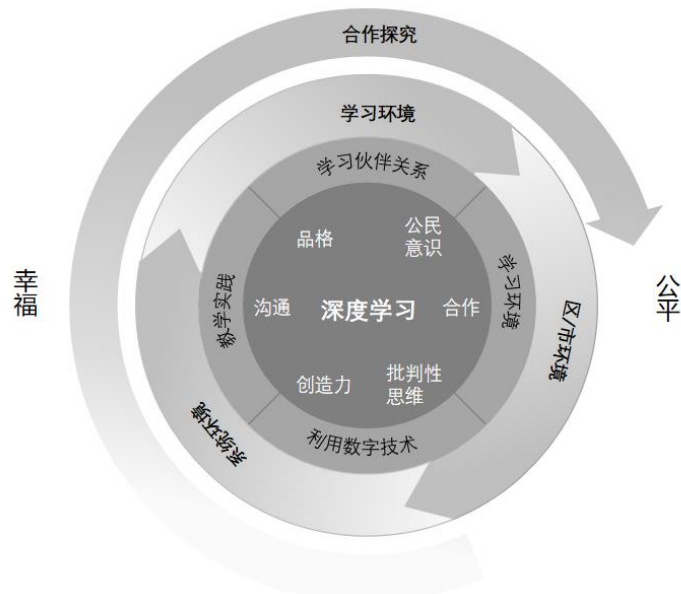 合作探究
学习环境
学习伙伴关系
品格
公民
意识
幸福
教学实践
沟通
深度学习
合作
学习环境
区/市环境
公平
创造力
批判性
思维
系统环境
利用数字技术